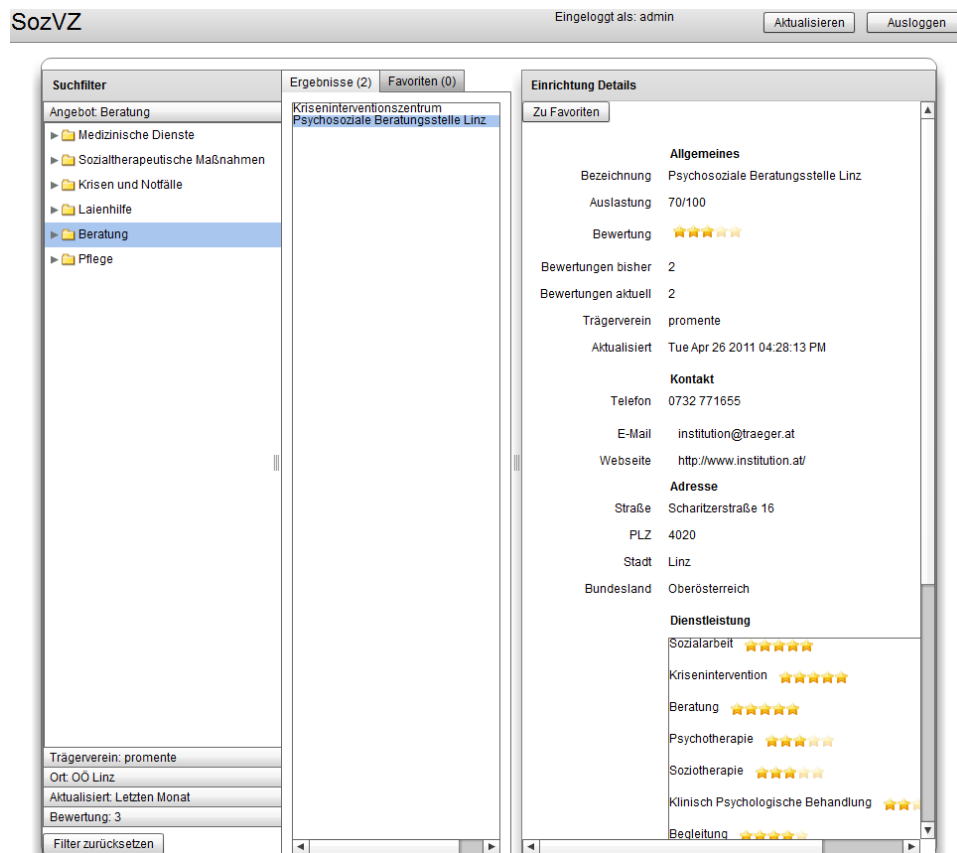 SozVZ
Eingeloggt als: admin
Aktualisieren
Ausloggen
Suchfilter
Angebot: Beratung
Medizinische Dienste
Sozialtherapeutische Maßnahmen
Krisen und Notfälle
Laienhilfe
Beratung
Pflege
Trägerverein: promente
Ort: OÖ Linz
Aktualisiert: Letzten Monat
Bewertung: 3
Filter zurücksetzen
Ergebnisse (2)
Favoriten (0)
Kriseninterventionszentrum
Psychosoziale Beratungsstelle Linz
Einrichtung Details
Zu Favoriten
Allgemeines
Bezeichnung Psychosoziale Beratungsstelle Linz
Auslastung 70/100
Bewertung
Bewertungen bisher 2
Bewertungen aktuell 2
Trägerverein promente
Aktualisiert Tue Apr 26 2011 04:28:13 PM
Kontakt
Telefon 0732 771655
E-Mail institution@traeger.at
Webseite http://www.institution.at/
Adresse
Straße Scharitzerstraße 16
PLZ 4020
Stadt Linz
Bundesland Oberösterreich
Dienstleistung
Sozialarbeit
Krisenintervention
Beratung
Psychotherapie
Soziotherapie
Klinisch Psychologische Behandlung
Begleitung